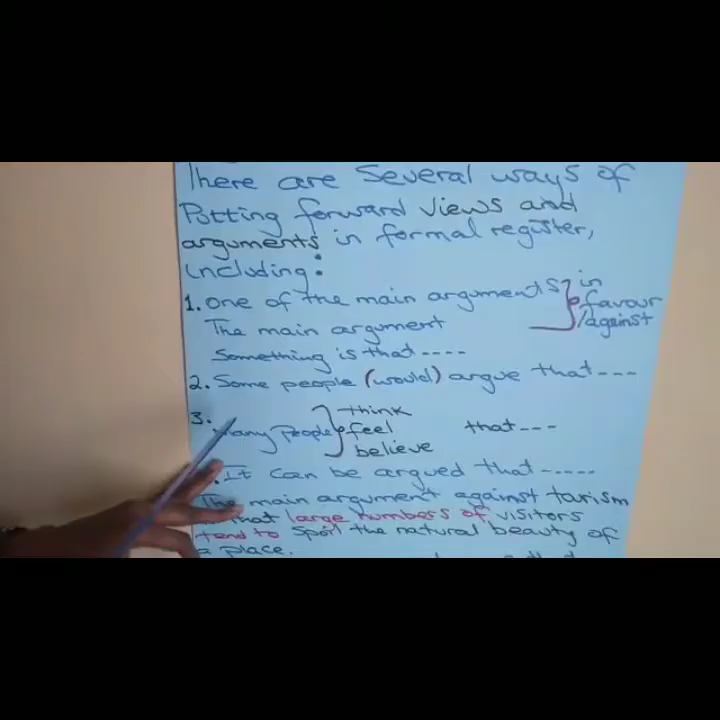 There are several ways of
Putting forward views and
arguments in formal register,
including:
1. One of the main arguments } in
favour
/against
The main argument
Something is that----
2. Some people (would) argue that---
3. Many People } think
feel that---
believe
. It can be argued that -----
The main argument against tarism
that large numbers of visitors
tend to spoil the natural beauty of
a place.